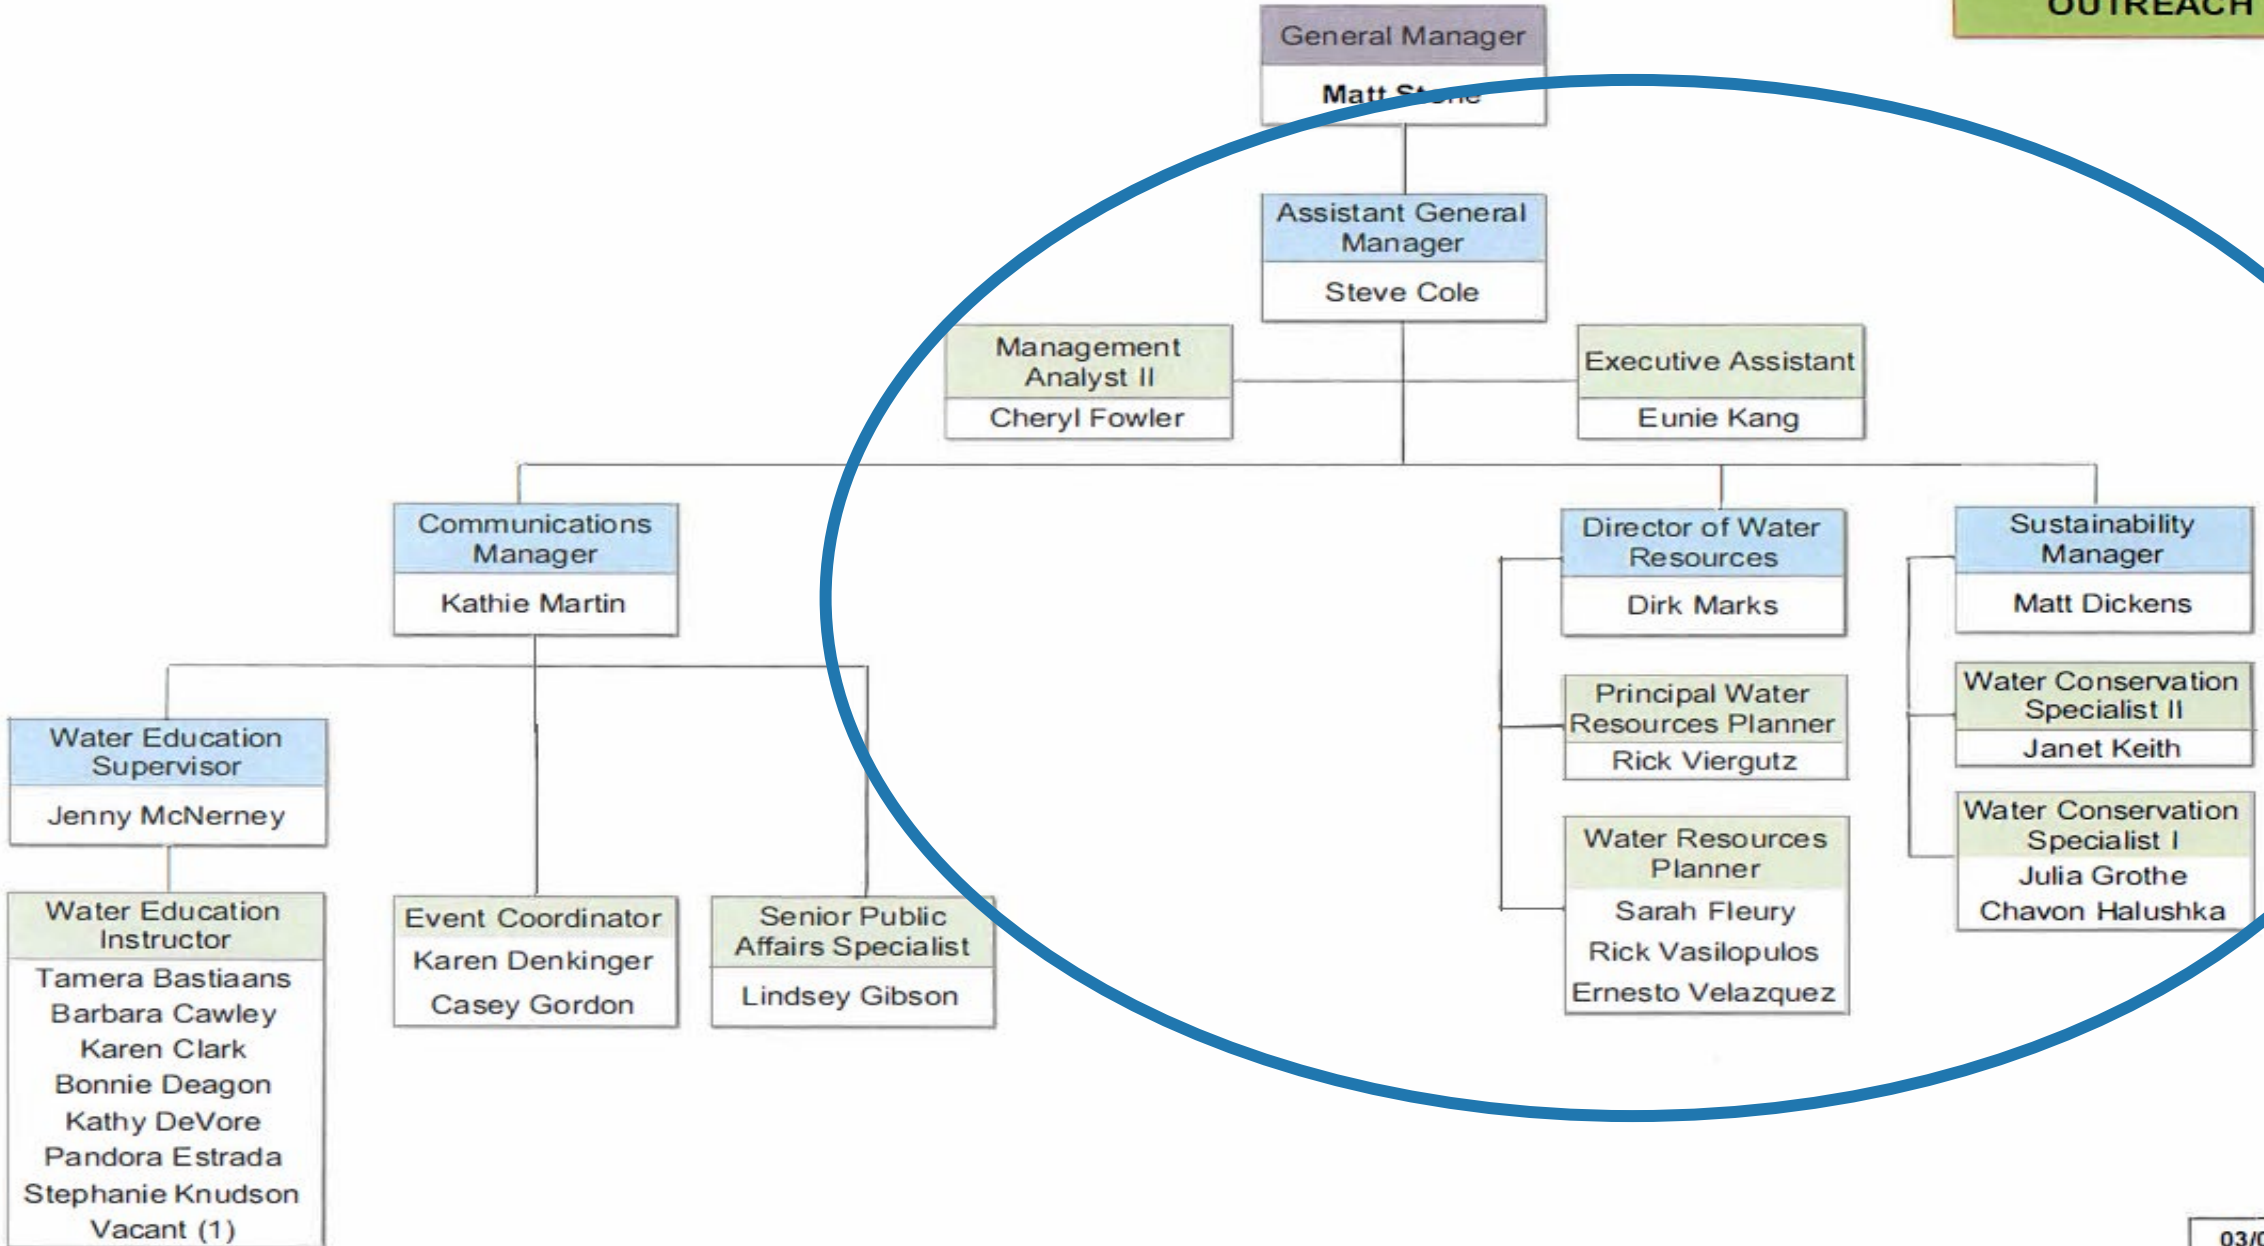 OUTREACH
General Manager
Matt Stone
Assistant General
Manager
Steve Cole
Management
Analyst II
Cheryl Fowler
Executive Assistant
Eunie Kang
Communications
Manager
Kathie Martin
Director of Water
Resources
Dirk Marks
Sustainability
Manager
Matt Dickens
Principal Water
Resources Planner
Rick Viergutz
Water Conservation
Specialist II
Janet Keith
Water Education
Supervisor
Jenny McNerney
Water Resources
Planner
Sarah Fleury
Rick Vasilopulos
Ernesto Velazquez
Water Conservation
Specialist I
Julia Grothe
Chavon Halushka
Water Education
Instructor
Tamera Bastiaans
Barbara Cawley
Karen Clark
Bonnie Deagon
Kathy DeVore
Pandora Estrada
Stephanie Knudson
Vacant (1)
Event Coordinator
Karen Denkinger
Casey Gordon
Senior Public
Affairs Specialist
Lindsey Gibson